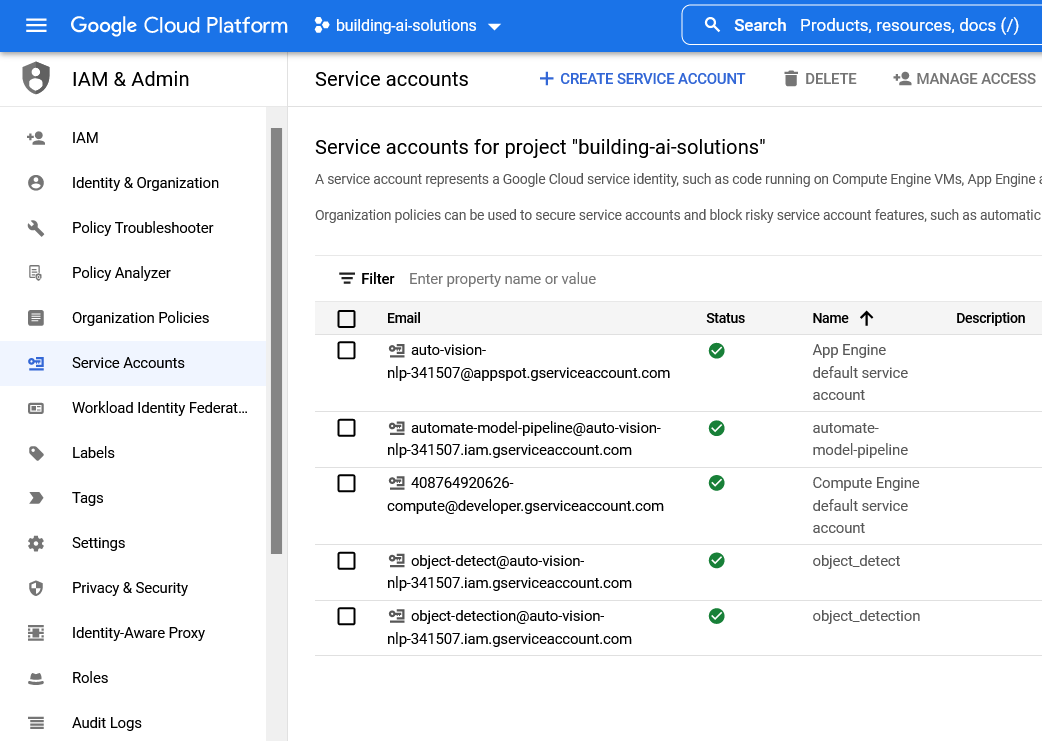 Google Cloud Platform
building-ai-solutions
Search Products, resources, docs (/)
IAM & Admin
Service accounts
CREATE SERVICE ACCOUNT
DELETE
MANAGE ACCESS
IAM
Identity & Organization
Policy Troubleshooter
Policy Analyzer
Organization Policies
Service Accounts
Workload Identity Federat...
Labels
Tags
Settings
Privacy & Security
Identity-Aware Proxy
Roles
Audit Logs
Service accounts for project "building-ai-solutions"
A service account represents a Google Cloud service identity, such as code running on Compute Engine VMs, App Engine a
Organization policies can be used to secure service accounts and block risky service account features, such as automatic
Filter Enter property name or value
Email Status Name Description
auto-vision-
nlp-341507@appspot.gserviceaccount.com
App Engine
default service
account
automate-model-pipeline@auto-vision-
nlp-341507.iam.gserviceaccount.com
automate-
model-pipeline
408764920626-
compute@developer.gserviceaccount.com
Compute Engine
default service
account
object-detect@auto-vision-
nlp-341507.iam.gserviceaccount.com
object_detect
object-detection@auto-vision-
nlp-341507.iam.gserviceaccount.com
object_detection